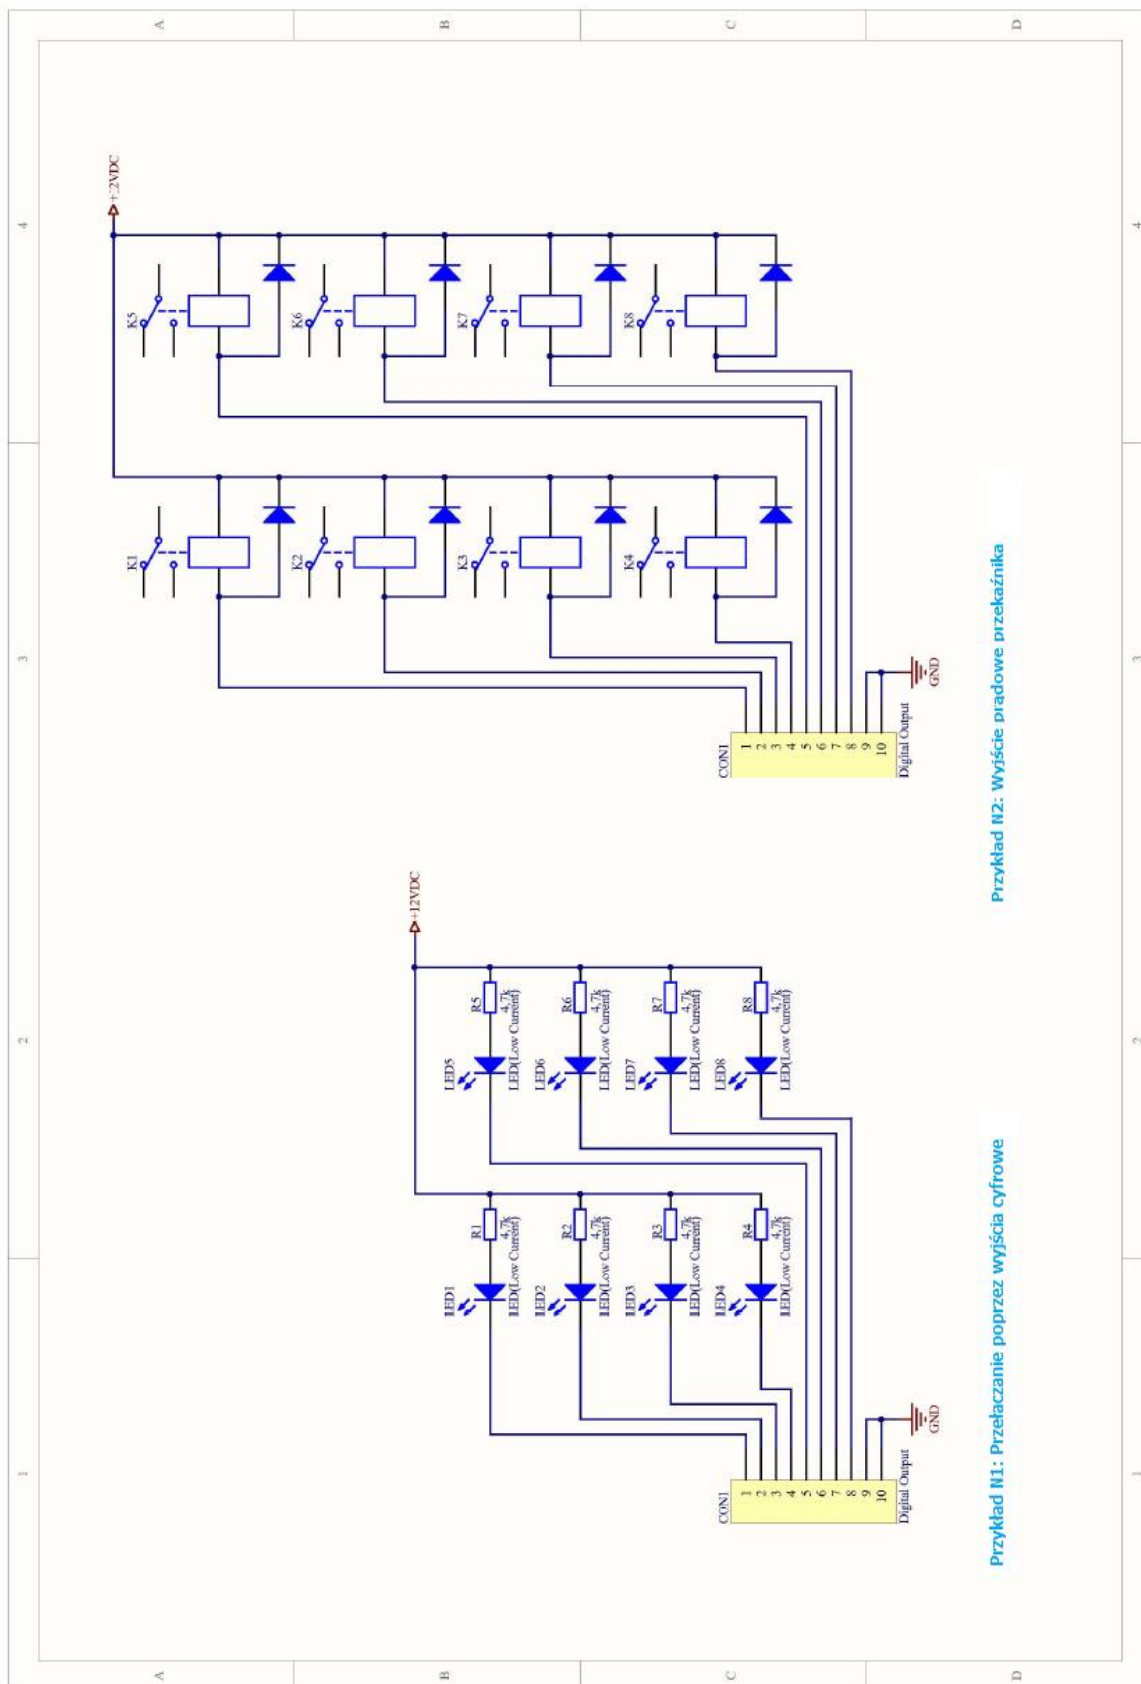 A
B
C
D
4
3
2
1
4
3
2
1
A
B
C
D
+12VDC
R1
4,7k
LED1
LED(Low Current)
R2
4,7k
LED2
LED(Low Current)
R3
4,7k
LED3
LED(Low Current)
R4
4,7k
LED4
LED(Low Current)
R5
4,7k
LED5
LED(Low Current)
R6
4,7k
LED6
LED(Low Current)
R7
4,7k
LED7
LED(Low Current)
R8
4,7k
LED8
LED(Low Current)
CON1
1
2
3
4
5
6
7
8
9
10
Digital Output
GND
Przykład N1: Przełaczanie poprzez wyjścia cyfrowe
+12VDC
K1
K2
K3
K4
K5
K6
K7
K8
CON1
1
2
3
4
5
6
7
8
9
10
Digital Output
GND
Przykład N2: Wyjście prądowe przekaźnika